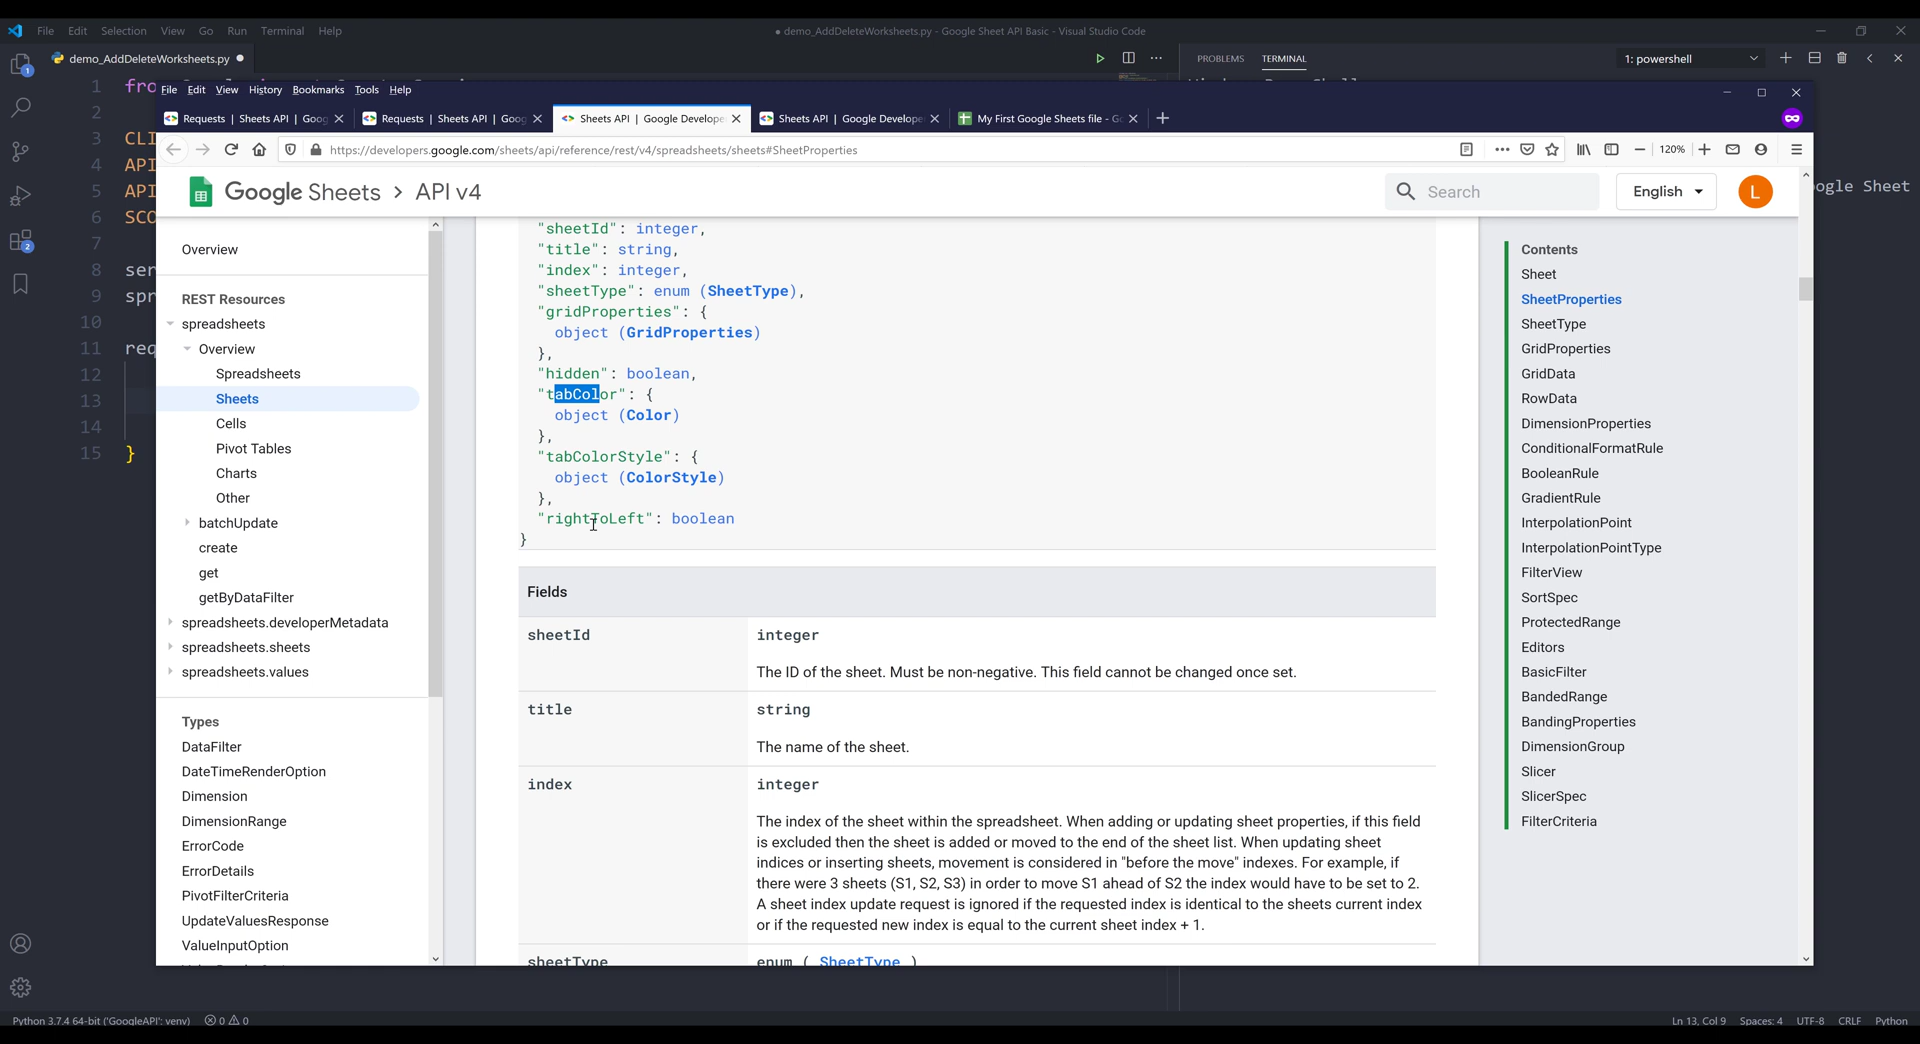 File Edit Selection View Go Run Terminal Help
demo_AddDeleteWorksheets.py - Google Sheet API Basic - Visual Studio Code
demo_AddDeleteWorksheets.py
PROBLEMS TERMINAL
1: powershell
1
2
3 CLI
4 API
5 API
6 SCO
7
8 ser
9 spr
10
11 req
12
13
14
15 }
File Edit View History Bookmarks Tools Help
Requests | Sheets API | Goog
Requests | Sheets API | Goog
Sheets API | Google Develope
Sheets API | Google Develope
My First Google Sheets file - G
https://developers.google.com/sheets/api/reference/rest/v4/spreadsheets/sheets#SheetProperties
120%
Google Sheets > API v4
Search
English
L
ogle Sheet
Overview
REST Resources
spreadsheets
Overview
Spreadsheets
Sheets
Cells
Pivot Tables
Charts
Other
batchUpdate
create
get
getByDataFilter
spreadsheets.developerMetadata
spreadsheets.sheets
spreadsheets.values
Types
DataFilter
DateTimeRenderOption
Dimension
DimensionRange
ErrorCode
ErrorDetails
PivotFilterCriteria
UpdateValuesResponse
ValueInputOption
"sheetId": integer,
"title": string,
"index": integer,
"sheetType": enum (SheetType),
"gridProperties": {
object (GridProperties)
},
"hidden": boolean,
"tabColor": {
object (Color)
},
"tabColorStyle": {
object (ColorStyle)
},
"rightToLeft": boolean
}
Fields
sheetId
integer
The ID of the sheet. Must be non-negative. This field cannot be changed once set.
title
string
The name of the sheet.
index
integer
The index of the sheet within the spreadsheet. When adding or updating sheet properties, if this field
is excluded then the sheet is added or moved to the end of the sheet list. When updating sheet
indices or inserting sheets, movement is considered in "before the move" indexes. For example, if
there were 3 sheets (S1, S2, S3) in order to move S1 ahead of S2 the index would have to be set to 2.
A sheet index update request is ignored if the requested index is identical to the sheets current index
or if the requested new index is equal to the current sheet index + 1.
sheetType
enum ( SheetType )
Contents
Sheet
SheetProperties
SheetType
GridProperties
GridData
RowData
DimensionProperties
ConditionalFormatRule
BooleanRule
GradientRule
InterpolationPoint
InterpolationPointType
FilterView
SortSpec
ProtectedRange
Editors
BasicFilter
BandedRange
BandingProperties
DimensionGroup
Slicer
SlicerSpec
FilterCriteria
Python 3.7.4 64-bit ('GoogleAPI': venv) 0 0
Ln 13, Col 9 Spaces: 4 UTF-8 CRLF Python